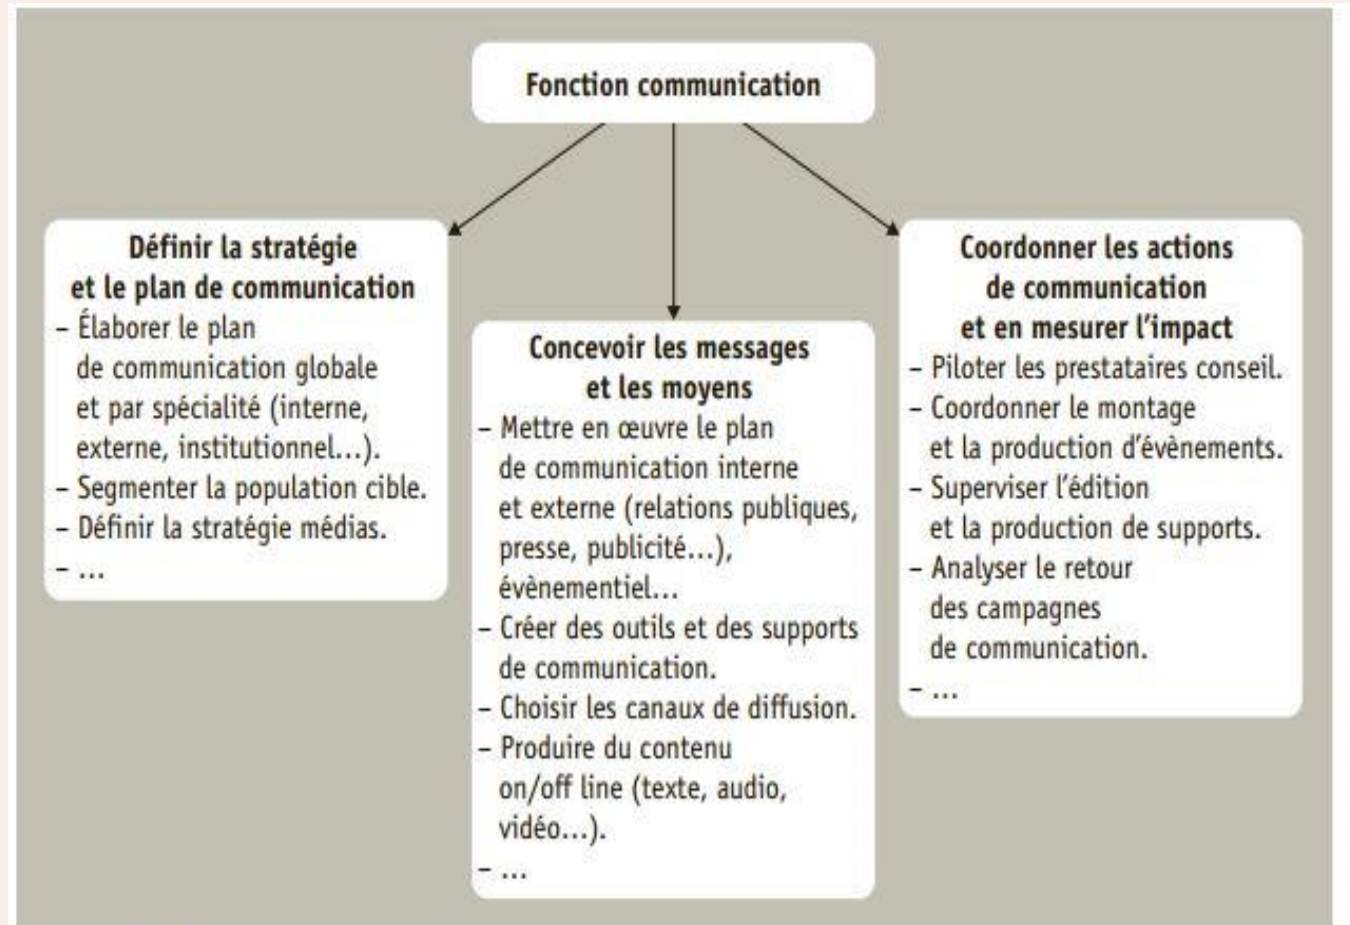 Fonction communication
Définir la stratégie
et le plan de communication
– Élaborer le plan
de communication globale
et par spécialité (interne,
externe, institutionnel…).
– Segmenter la population cible.
– Définir la stratégie médias.
– …
Concevoir les messages
et les moyens
– Mettre en œuvre le plan
de communication interne
et externe (relations publiques,
presse, publicité…),
évènementiel…
– Créer des outils et des supports
de communication.
– Choisir les canaux de diffusion.
– Produire du contenu
on/off line (texte, audio,
vidéo…).
– …
Coordonner les actions
de communication
et en mesurer l’impact
– Piloter les prestataires conseil.
– Coordonner le montage
et la production d’évènements.
– Superviser l’édition
et la production de supports.
– Analyser le retour
des campagnes
de communication.
– …